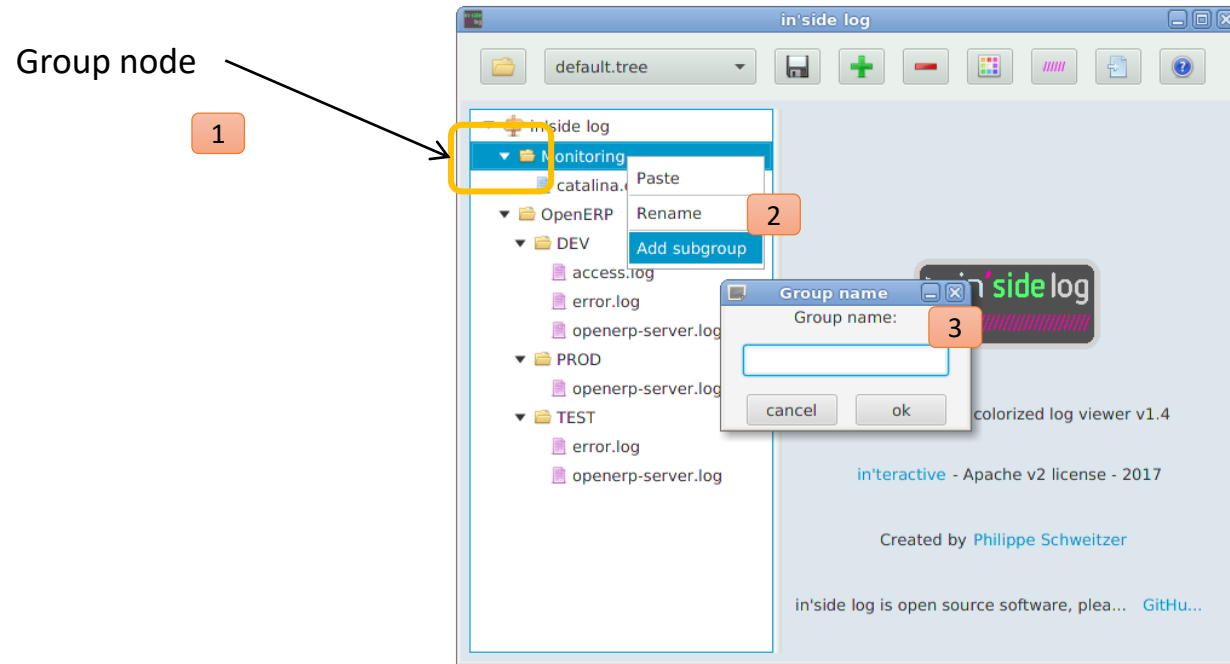 in'side log
Group node
default.tree
1
in'side log
Monitoring
catalina.
Paste
OpenERP
Rename
2
DEV
Add subgroup
access.log
error.log
openerp-server.log
PROD
openerp-server.log
TEST
error.log
openerp-server.log
Group name
Group name:
3
cancel
ok
in'side log
colorized log viewer v1.4
in'teractive - Apache v2 license - 2017
Created by Philippe Schweitzer
in'side log is open source software, plea... GitHu...